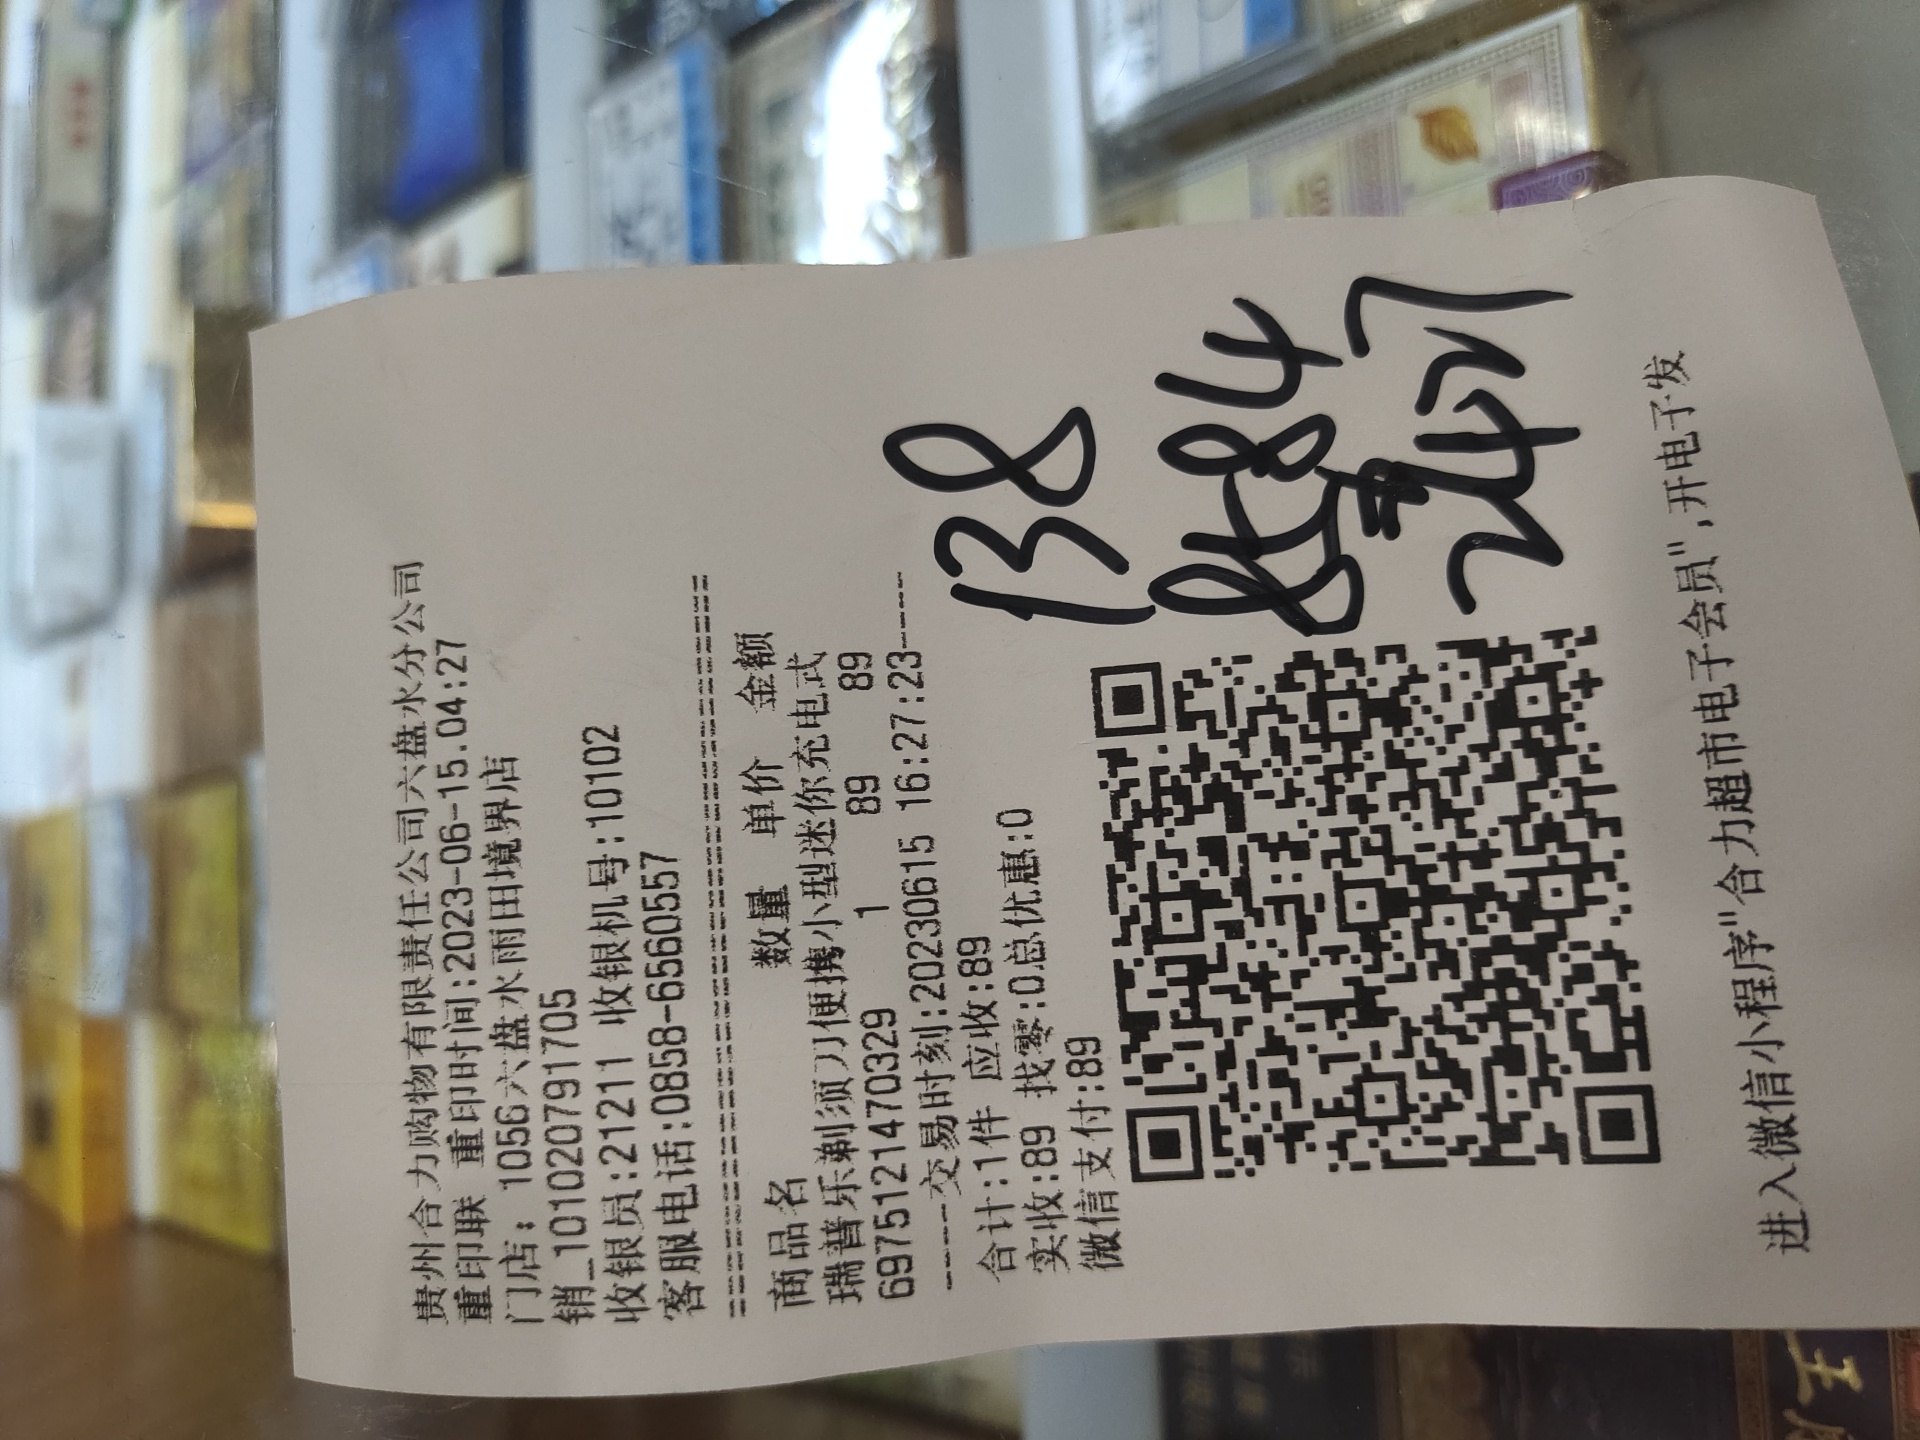 贵州合力购物有限责任公司六盘水分公司
重印联 重印时间:2023-06-15.04:27
门店: 1056六盘水雨田境界店
销_1010207917​05
收银员:21211 收银机号:10102
客服电话:0858-6560557
================================
商品名 数量 单价 金额
瑞普乐剃须刀便携小型迷你充电式
6975121470329 1 89 89
----交易时刻:20230615 16:27:23----
合计:1件 应收:89
实收:89 找零:0总优惠:0
微信支付:89
138
进入微信小程序"合力超市电子会员",开电子发